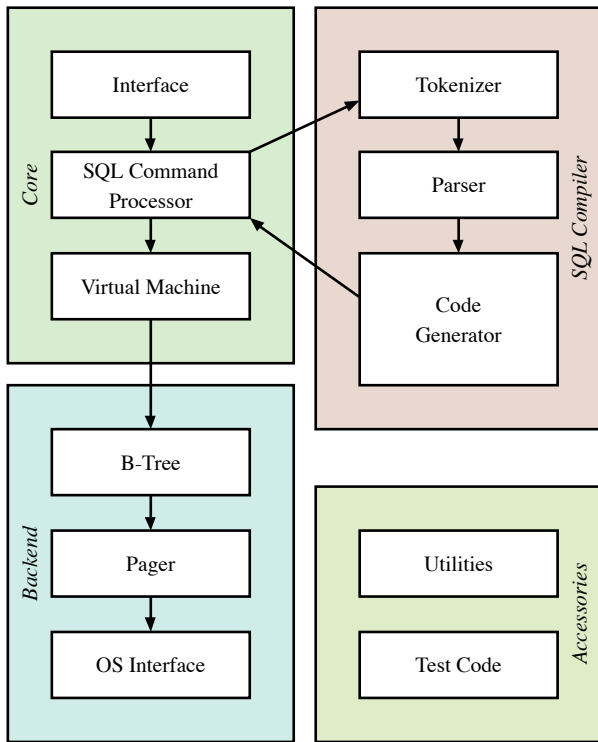 Core
Interface
SQL Command
Processor
Virtual Machine
SQL Compiler
Tokenizer
Parser
Code
Generator
Backend
B-Tree
Pager
OS Interface
Accessories
Utilities
Test Code